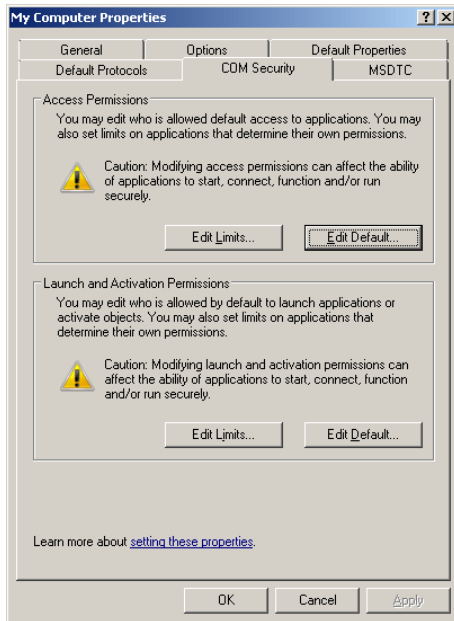 My Computer Properties
General Options Default Properties
Default Protocols COM Security MSDTC
Access Permissions
You may edit who is allowed default access to applications. You may
also set limits on applications that determine their own permissions.
Caution: Modifying access permissions can affect the ability
of applications to start, connect, function and/or run
securely.
Edit Limits... Edit Default...
Launch and Activation Permissions
You may edit who is allowed by default to launch applications or
activate objects. You may also set limits on applications that
determine their own permissions.
Caution: Modifying launch and activation permissions can
affect the ability of applications to start, connect, function
and/or run securely.
Edit Limits... Edit Default...
Learn more about setting these properties.
OK Cancel Apply